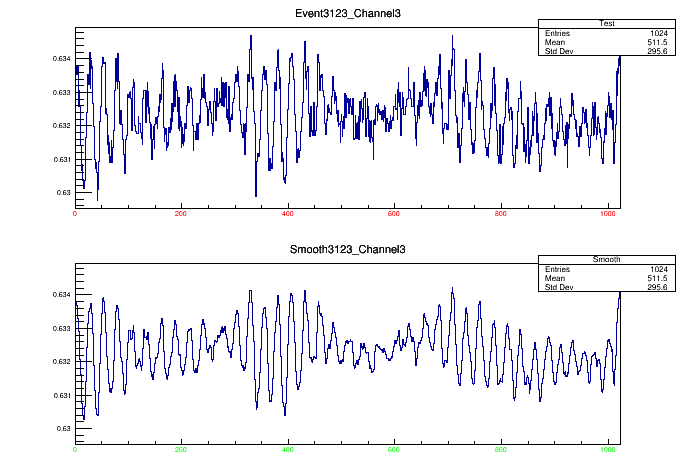 Event3123_Channel3
Test
Entries 1024
Mean 511.5
Std Dev 295.6
0.634
0.633
0.632
0.631
0.63
0 200 400 600 800 1000
Smooth3123_Channel3
Smooth
Entries 1024
Mean 511.5
Std Dev 295.6
0.634
0.633
0.632
0.631
0.63
0 200 400 600 800 1000